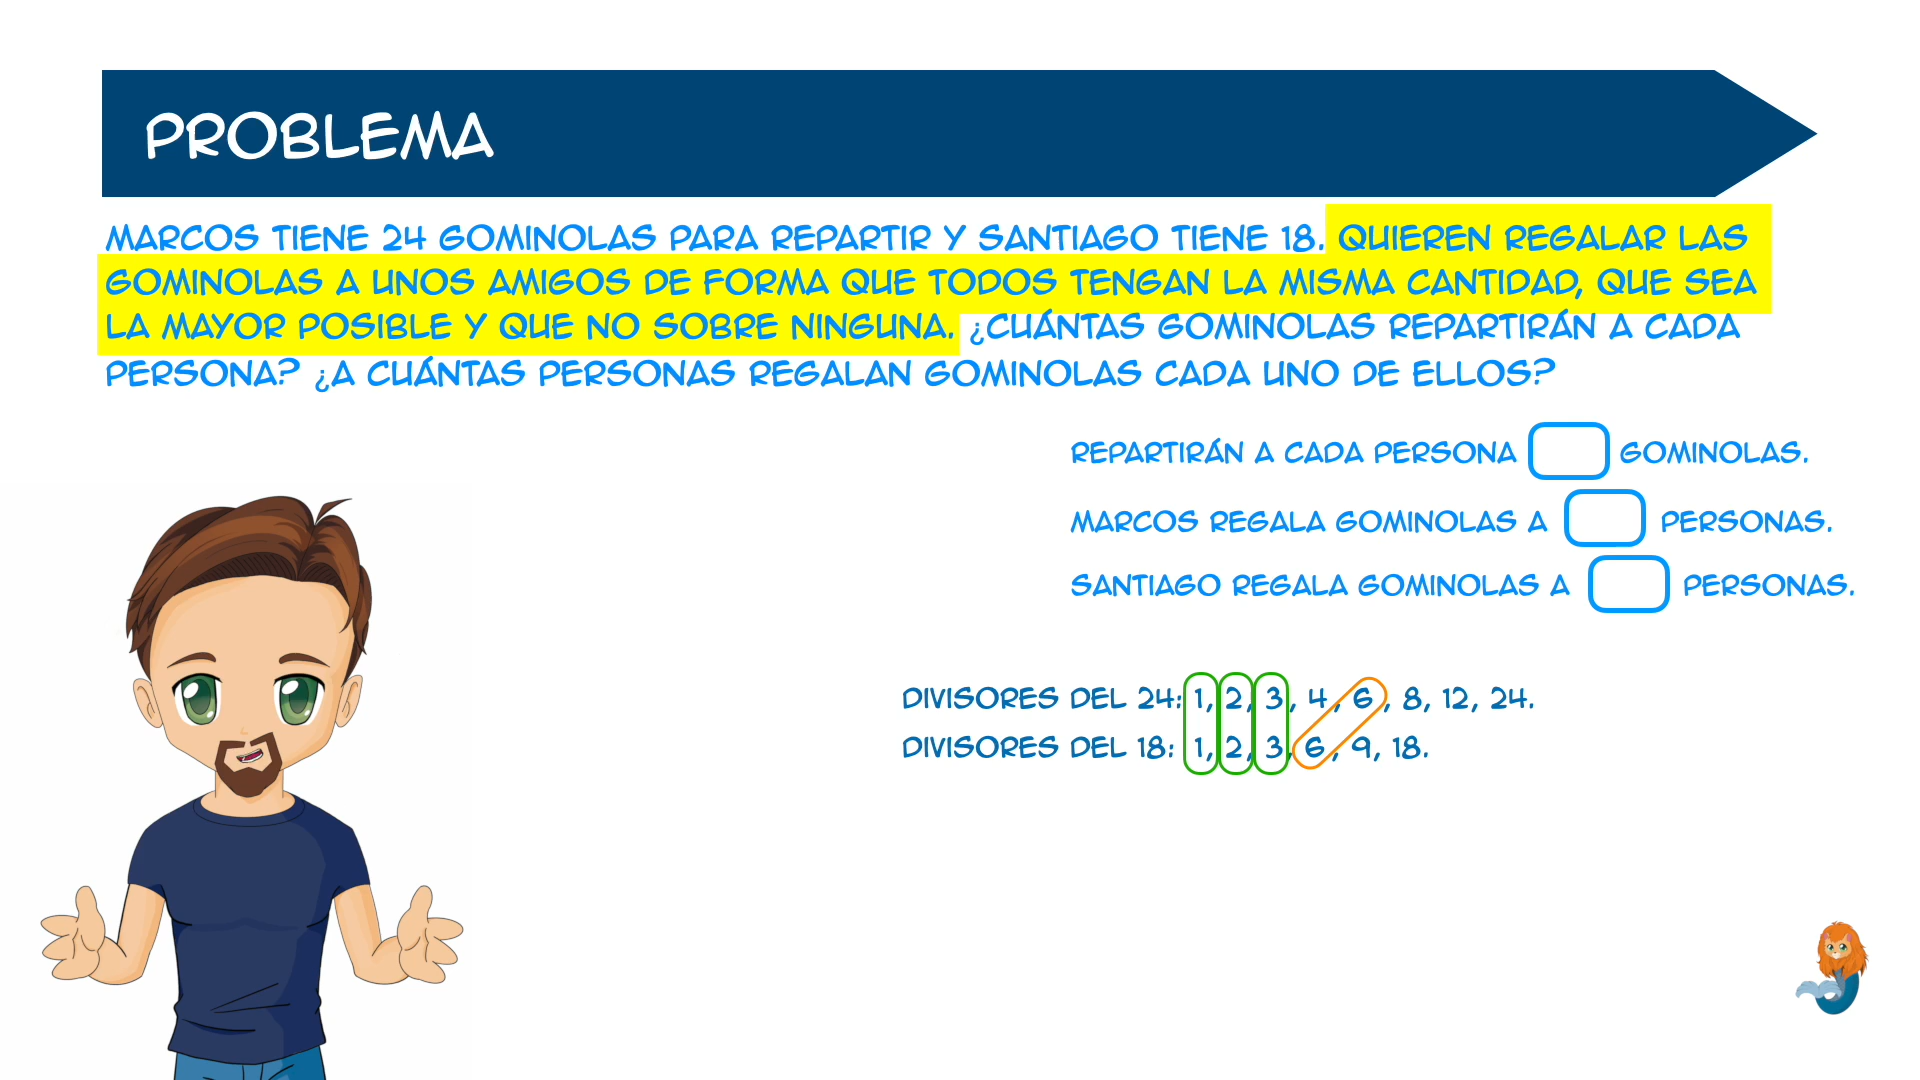 PROBLEMA
MARCOS TIENE 24 GOMINOLAS PARA REPARTIR Y SANTIAGO TIENE 18. QUIEREN REGALAR LAS
GOMINOLAS A UNOS AMIGOS DE FORMA QUE TODOS TENGAN LA MISMA CANTIDAD, QUE SEA
LA MAYOR POSIBLE Y QUE NO SOBRE NINGUNA. ¿CUÁNTAS GOMINOLAS REPARTIRÁN A CADA
PERSONA? ¿A CUÁNTAS PERSONAS REGALAN GOMINOLAS CADA UNO DE ELLOS?
REPARTIRÁN A CADA PERSONA GOMINOLAS.
MARCOS REGALA GOMINOLAS A PERSONAS.
SANTIAGO REGALA GOMINOLAS A PERSONAS.
DIVISORES DEL 24: 1, 2, 3, 4, 6, 8, 12, 24.
DIVISORES DEL 18: 1, 2, 3, 6, 9, 18.